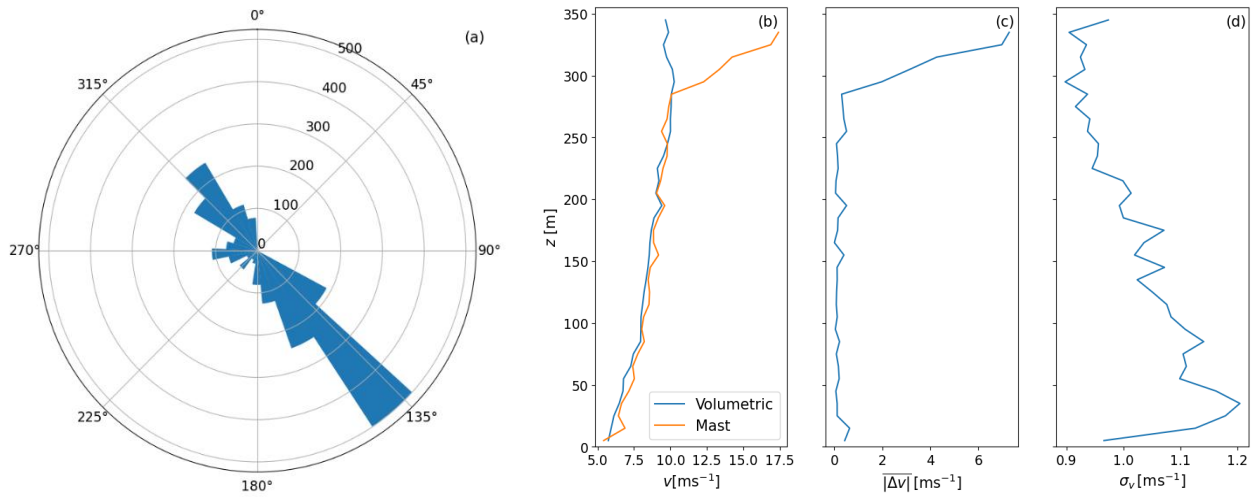 (a)
0°
45°
90°
135°
180°
225°
270°
315°
0
100
200
300
400
500
(b)
350
300
250
200
150
100
50
0
z [m]
5.0 7.5 10.0 12.5 15.0 17.5
v[ms⁻¹]
Volumetric
Mast
(c)
0 2 4 6
|Δv| [ms⁻¹]
(d)
0.9 1.0 1.1 1.2
σᵥ [ms⁻¹]